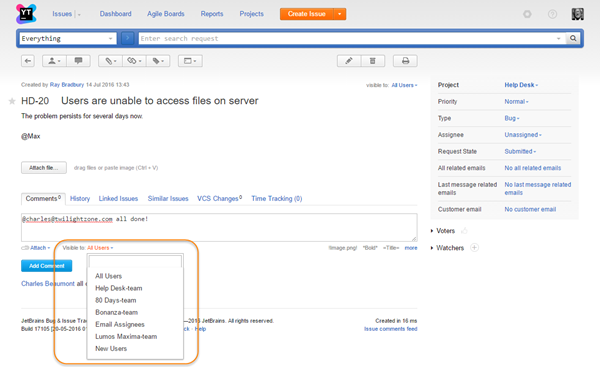 YT
Issues
Dashboard
Agile Boards
Reports
Projects
Create Issue
Everything
Enter search request
Created by Ray Bradbury 14 Jul 2016 13:43
visible to: All Users
HD-20 Users are unable to access files on server
The problem persists for several days now.
@Max
Attach file...
drag files or paste image (Ctrl + V)
Project Help Desk
Priority Normal
Type Bug
Assignee Unassigned
Request State Submitted
All related emails No all related emails
Last message related emails No last message related emails
Customer email No customer email
Voters
Watchers
Comments 0 History Linked Issues Similar Issues VCS Changes 0 Time Tracking (0)
@charles@twilightzone.com all done!
Attach
Visible to: All Users
!image.png! *Bold* =Title= more
Add Comment
Charles Beaumont all
All Users
Help Desk-team
80 Days-team
Bonanza-team
Email Assignees
Lumos Maxima-team
New Users
JetBrains Bug & Issue Tra
—2016 JetBrains. All rights reserved.
Created in 16 ms
Build 17105 [20-05-2016 0
Help
Issue comments feed